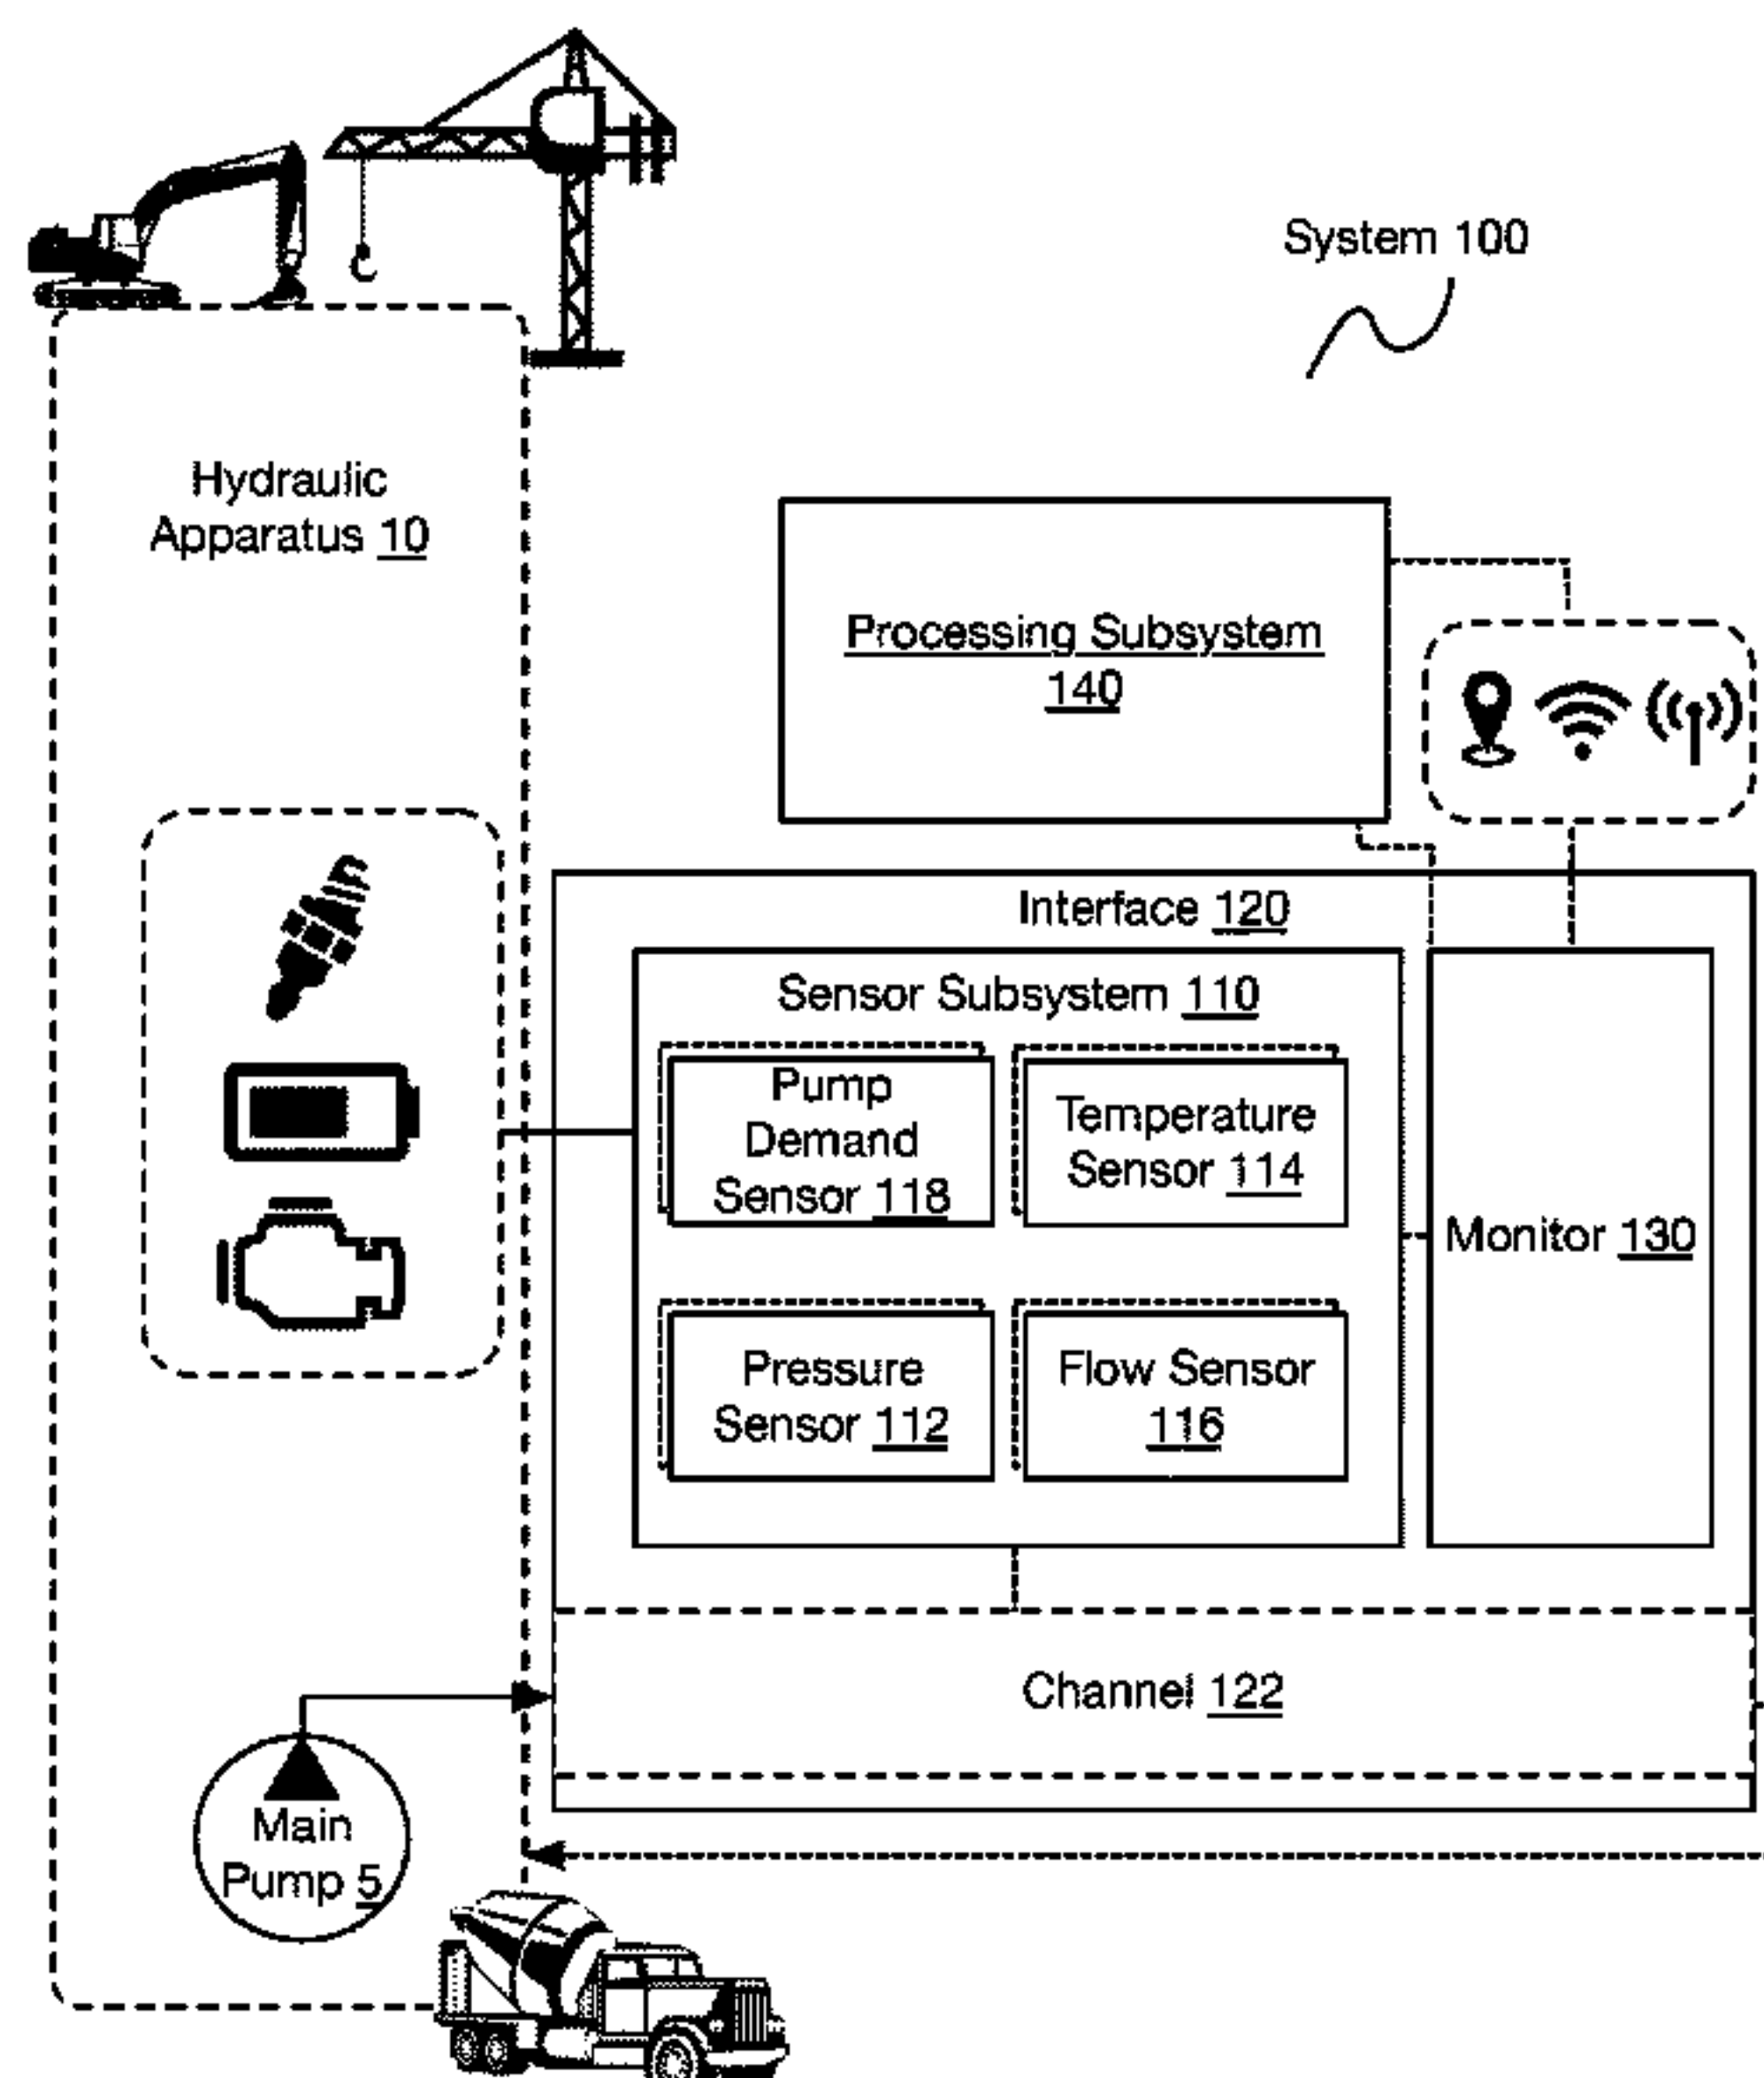 System 100
Hydraulic
Apparatus 10
Processing Subsystem
140
Interface 120
Sensor Subsystem 110
Pump
Demand
Sensor 118
Temperature
Sensor 114
Monitor 130
Pressure
Sensor 112
Flow Sensor
116
Channel 122
Main
Pump 5